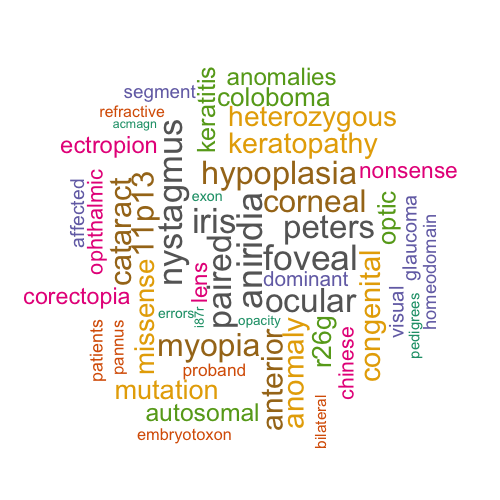 anomalies
segment
coloboma
refractive
acmagn
keratitis
heterozygous
ectropion
keratopathy
nystagmus
hypoplasia
nonsense
ophthalmic
affected
cataract
11p13
exon
iris
corneal
peters
optic
glaucoma
homeodomain
paired
aniridia
foveal
lens
dominant
corectopia
missense
ocular
congenital
visual
pedigrees
errors
i87r
opacity
r26g
patients
pannus
myopia
anterior
anomaly
chinese
proband
mutation
autosomal
bilateral
embryotoxon